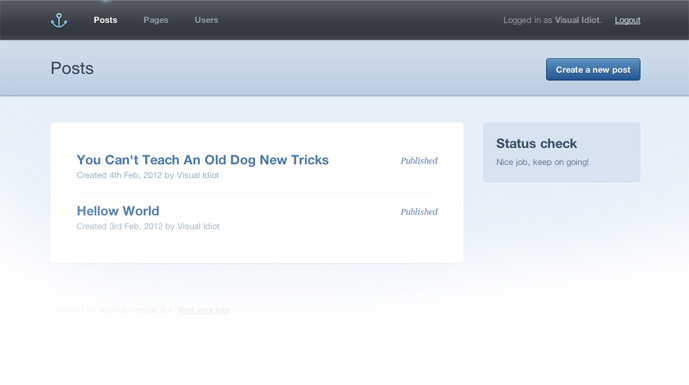 Posts Pages Users Logged in as Visual Idiot. Logout
Posts
Create a new post
You Can't Teach An Old Dog New Tricks Published
Created 4th Feb, 2012 by Visual Idiot
Hellow World Published
Created 3rd Feb, 2012 by Visual Idiot
Status check
Nice job, keep on going!
Powered by Anchor, version 0.4. Visit your site.